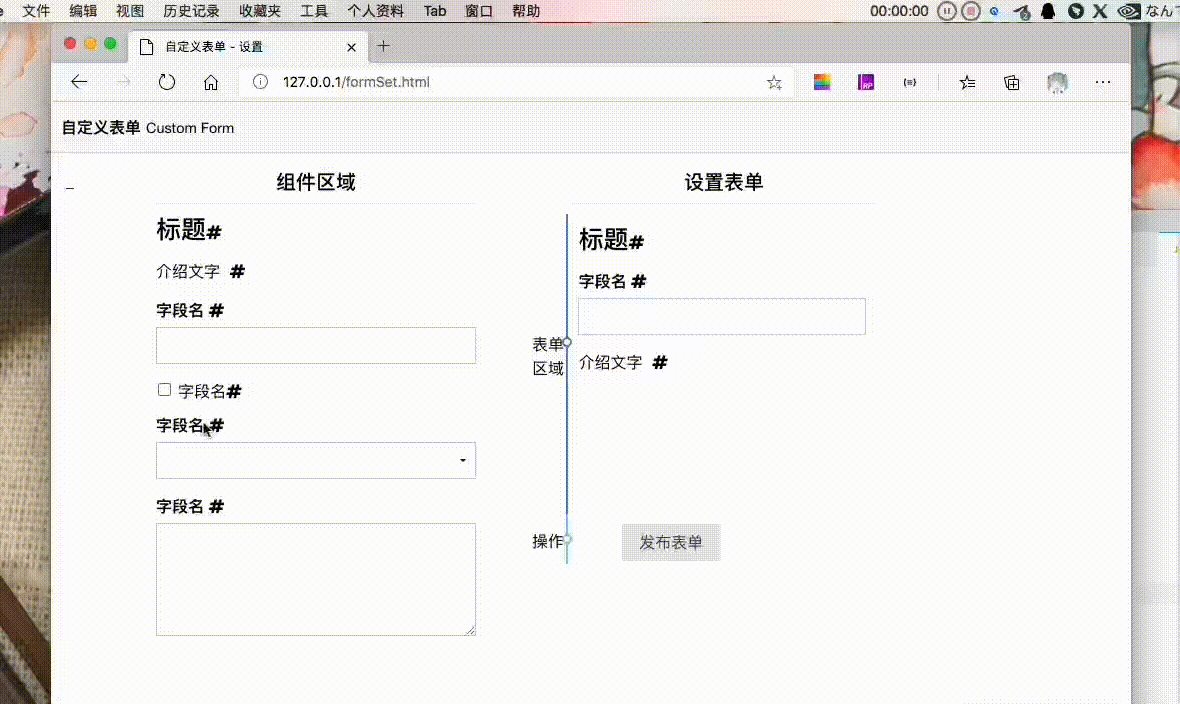 文件 编辑 视图 历史记录 收藏夹 工具 个人资料 Tab 窗口 帮助 00:00:00 なん
自定义表单 - 设置
127.0.0.1/formSet.html
自定义表单 Custom Form
组件区域
标题#
介绍文字 #
字段名 #
字段名#
字段名 #
字段名 #
设置表单
标题#
字段名 #
介绍文字 #
表单
区域
操作
发布表单